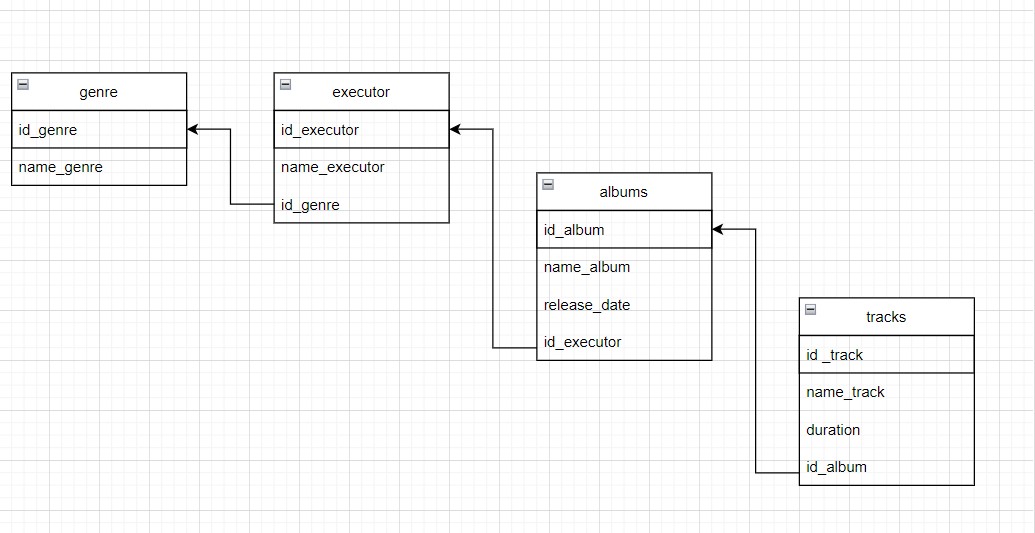 genre
id_genre
name_genre
executor
id_executor
name_executor
id_genre
albums
id_album
name_album
release_date
id_executor
tracks
id _track
name_track
duration
id_album